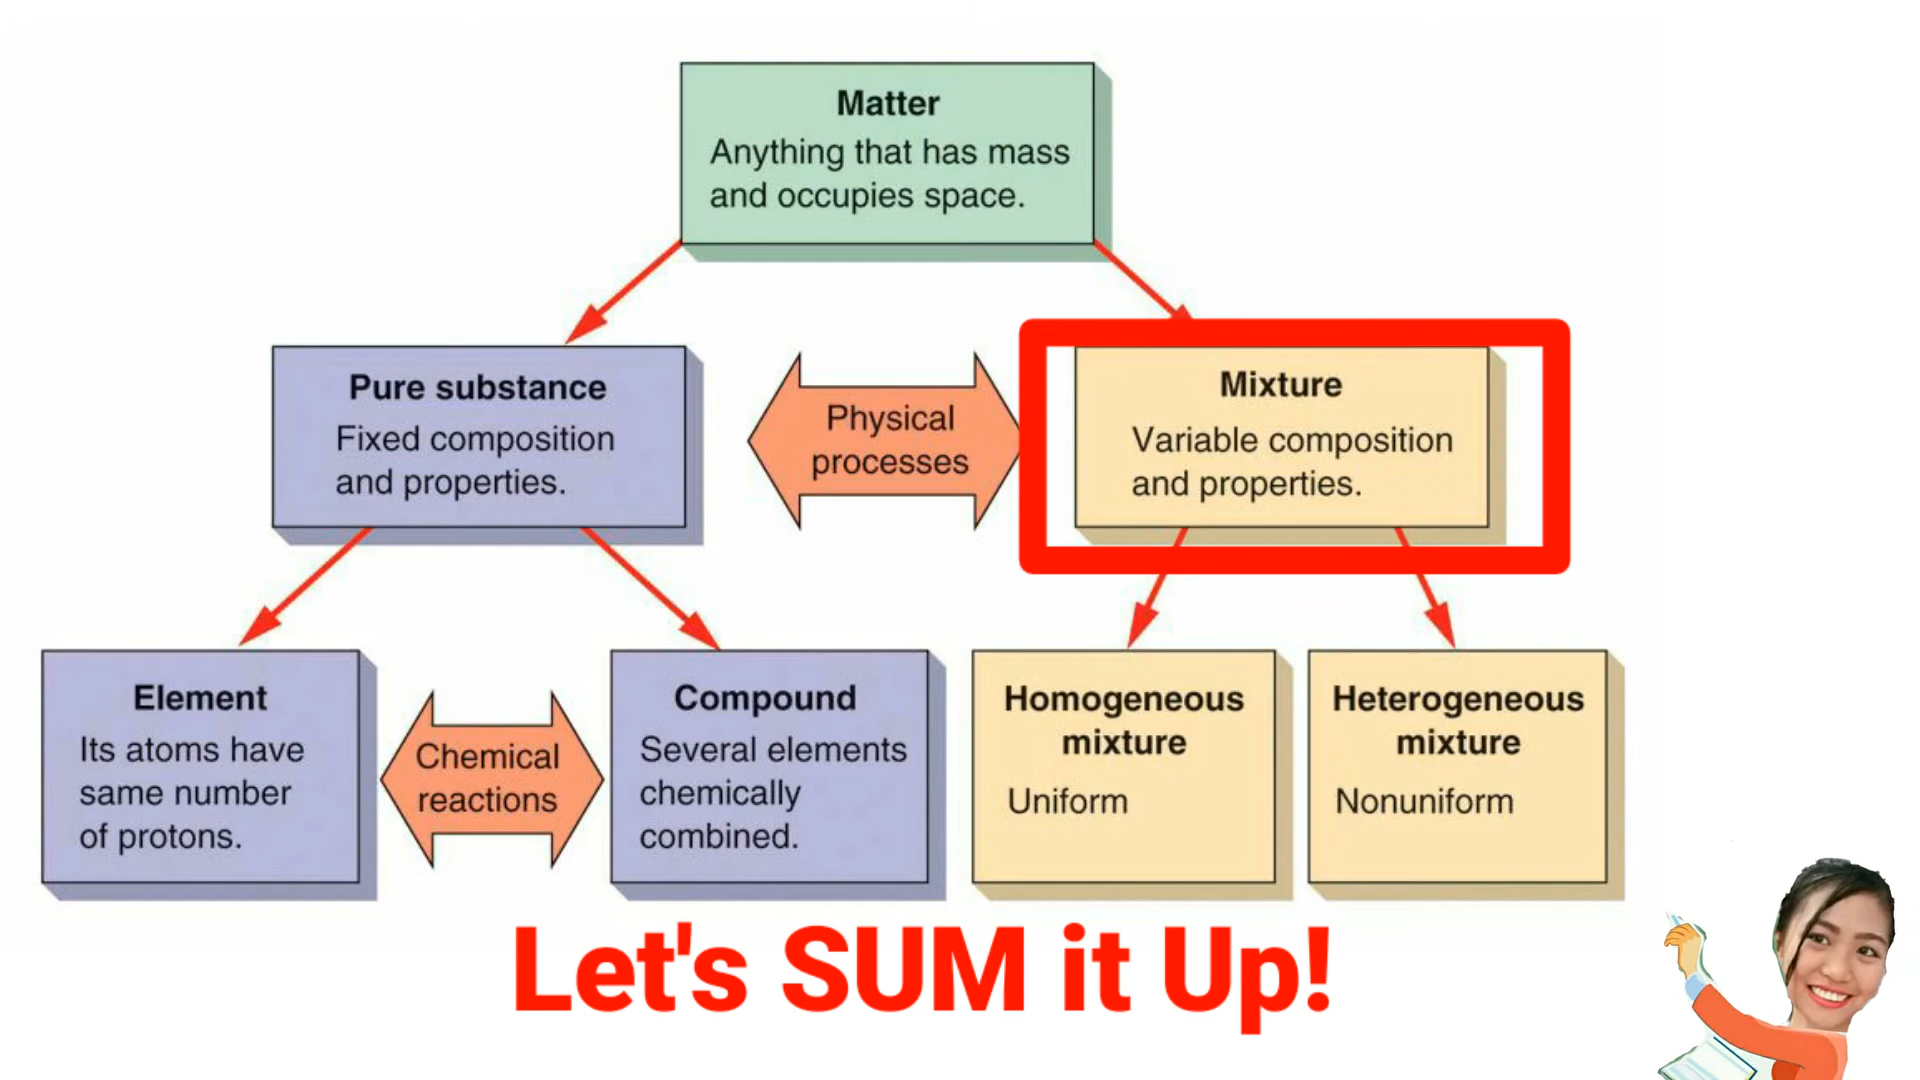 Matter
Anything that has mass
and occupies space.
Pure substance
Fixed composition
and properties.
Physical
processes
Mixture
Variable composition
and properties.
Element
Its atoms have
same number
of protons.
Chemical
reactions
Compound
Several elements
chemically
combined.
Homogeneous
mixture
Uniform
Heterogeneous
mixture
Nonuniform
Let's SUM it Up!